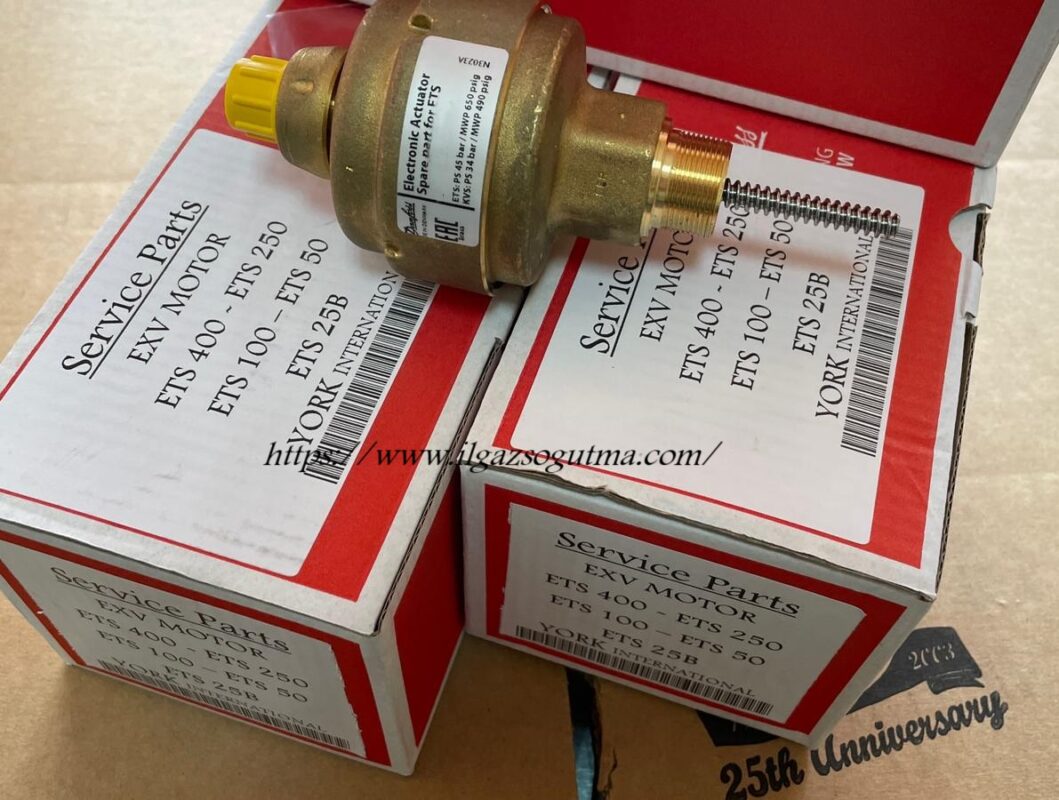 N3023A
Electronic Actuator
Spare part for ETS
ETS: PS 45 bar / MWP 650 psig
KVS: PS 34 bar / MWP 490 psig
Danfoss
EAC
Service Parts
EXV MOTOR
ETS 400 - ETS 250
ETS 100 – ETS 50
ETS 25B
YORK INTERNATIONAL
Service Parts
EXV MOTOR
ETS 400 - ETS 250
ETS 100 – ETS 50
ETS 25B
YORK INTERNATIONAL
https://www.ilgazsogutma.com/
Service Parts
EXV MOTOR
ETS 400 - ETS 250
ETS 100 – ETS 50
ETS 25B
YORK INTERNATIONAL
Service Parts
EXV MOTOR
ETS 400 - ETS 250
ETS 100 – ETS 50
ETS 25B
YORK INTERNATIONAL
25th Anniversary